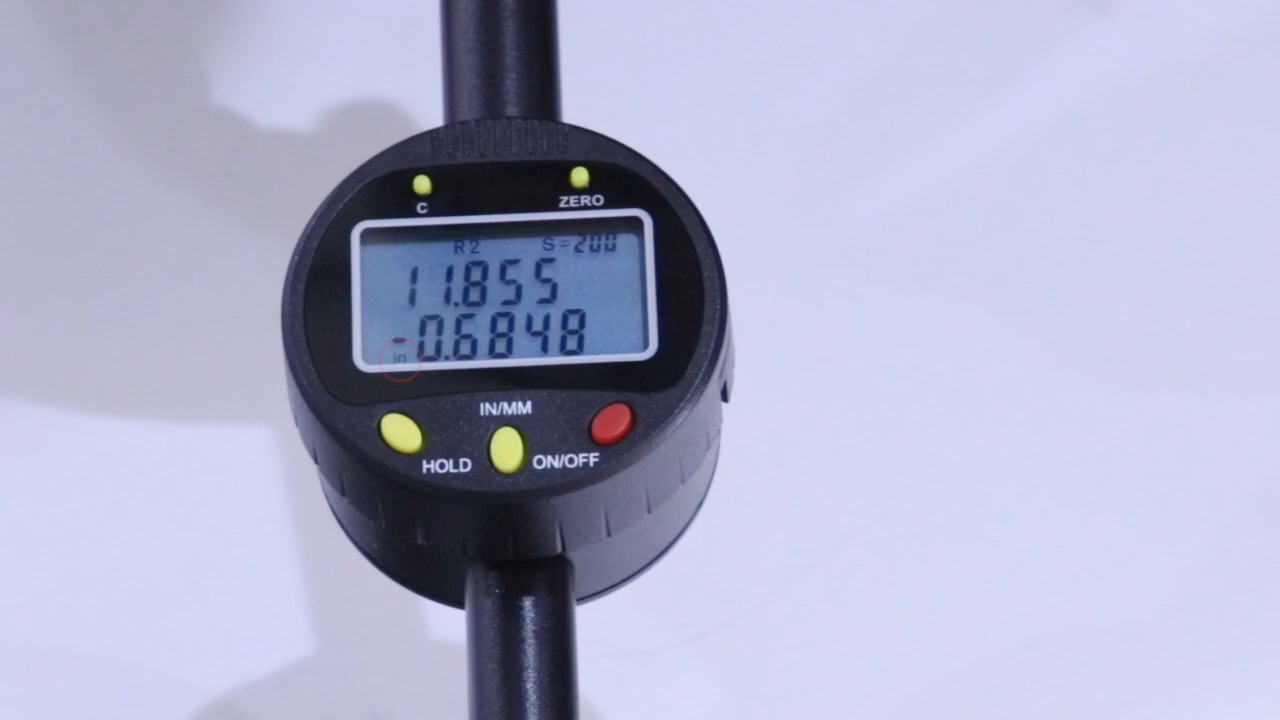 C ZERO
R2 S=200
11.855
-0.6848
in
IN/MM
HOLD ON/OFF